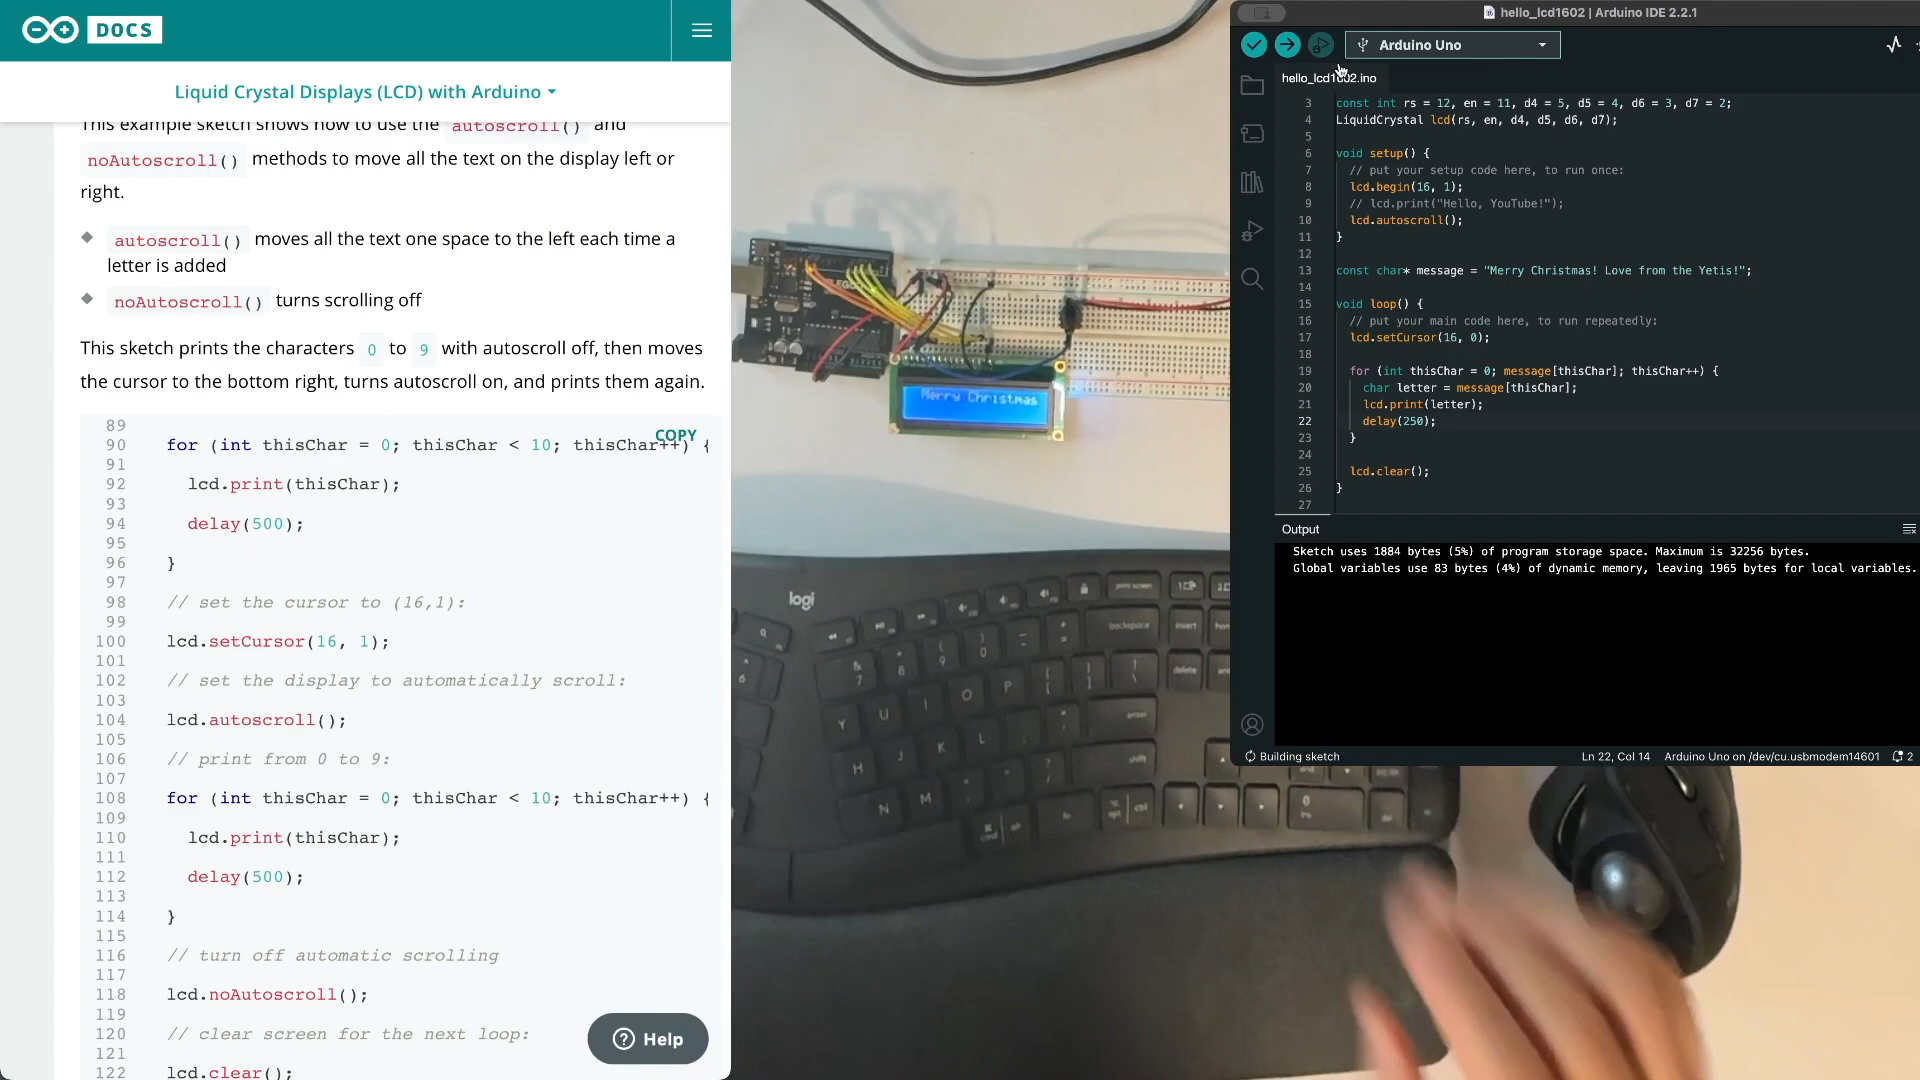 DOCS
Liquid Crystal Displays (LCD) with Arduino
This example sketch shows how to use the autoscroll() and
noAutoscroll() methods to move all the text on the display left or
right.
autoscroll() moves all the text one space to the left each time a
letter is added
noAutoscroll() turns scrolling off
This sketch prints the characters 0 to 9 with autoscroll off, then moves
the cursor to the bottom right, turns autoscroll on, and prints them again.
COPY
89
90 for (int thisChar = 0; thisChar < 10; thisChar++) {
91
92 lcd.print(thisChar);
93
94 delay(500);
95
96 }
97
98 // set the cursor to (16,1):
99
100 lcd.setCursor(16, 1);
101
102 // set the display to automatically scroll:
103
104 lcd.autoscroll();
105
106 // print from 0 to 9:
107
108 for (int thisChar = 0; thisChar < 10; thisChar++) {
109
110 lcd.print(thisChar);
111
112 delay(500);
113
114 }
115
116 // turn off automatic scrolling
117
118 lcd.noAutoscroll();
119
120 // clear screen for the next loop:
121
122 lcd.clear();
Help
Merry Christmas
logi
print screen
backspace
insert
delete
enter
shift
Y U I O P
H J K L
N M
hello_lcd1602 | Arduino IDE 2.2.1
Arduino Uno
hello_lcd1602.ino
3 const int rs = 12, en = 11, d4 = 5, d5 = 4, d6 = 3, d7 = 2;
4 LiquidCrystal lcd(rs, en, d4, d5, d6, d7);
5
6 void setup() {
7 // put your setup code here, to run once:
8 lcd.begin(16, 1);
9 // lcd.print("Hello, YouTube!");
10 lcd.autoscroll();
11 }
12
13 const char* message = "Merry Christmas! Love from the Yetis!";
14
15 void loop() {
16 // put your main code here, to run repeatedly:
17 lcd.setCursor(16, 0);
18
19 for (int thisChar = 0; message[thisChar]; thisChar++) {
20 char letter = message[thisChar];
21 lcd.print(letter);
22 delay(250);
23 }
24
25 lcd.clear();
26 }
27
Output
Sketch uses 1884 bytes (5%) of program storage space. Maximum is 32256 bytes.
Global variables use 83 bytes (4%) of dynamic memory, leaving 1965 bytes for local variables.
Building sketch
Ln 22, Col 14
Arduino Uno on /dev/cu.usbmodem14601
2